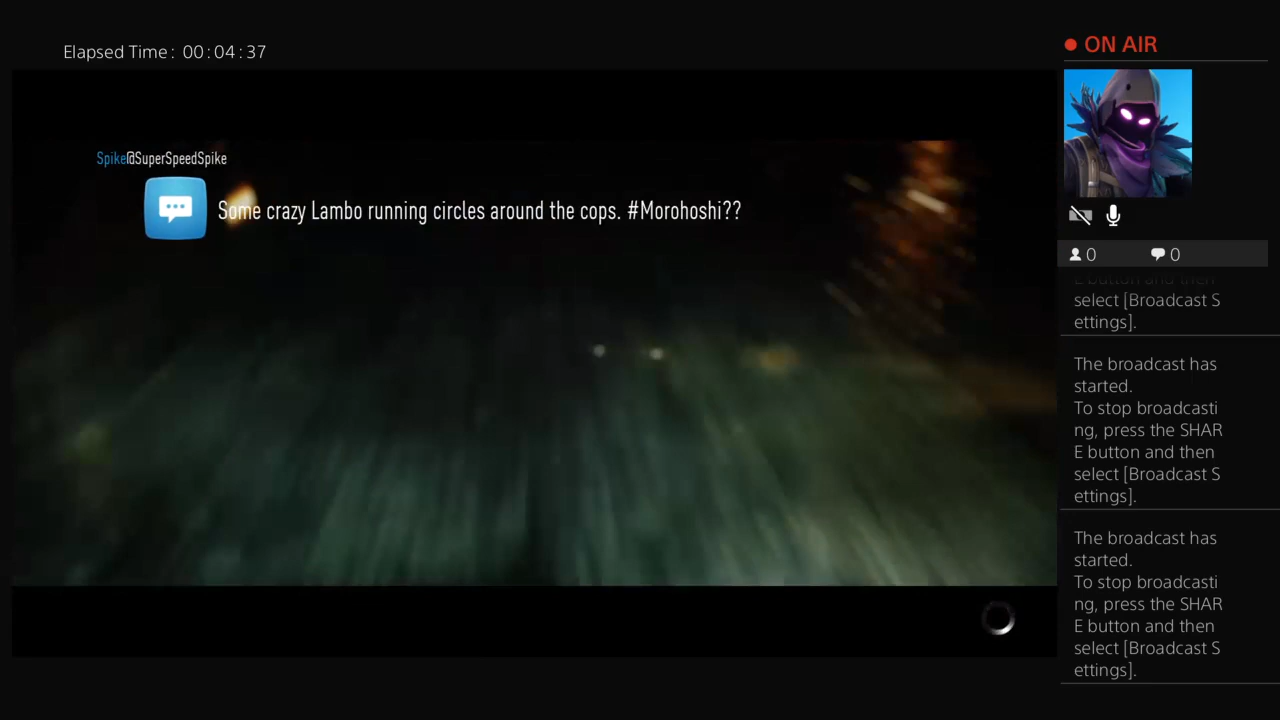 Elapsed Time: 00:04:37
ON AIR
Spike@SuperSpeedSpike
Some crazy Lambo running circles around the cops. #Morohoshi??
0
0
E button and then
select [Broadcast S
ettings].
The broadcast has
started.
To stop broadcasti
ng, press the SHAR
E button and then
select [Broadcast S
ettings].
The broadcast has
started.
To stop broadcasti
ng, press the SHAR
E button and then
select [Broadcast S
ettings].